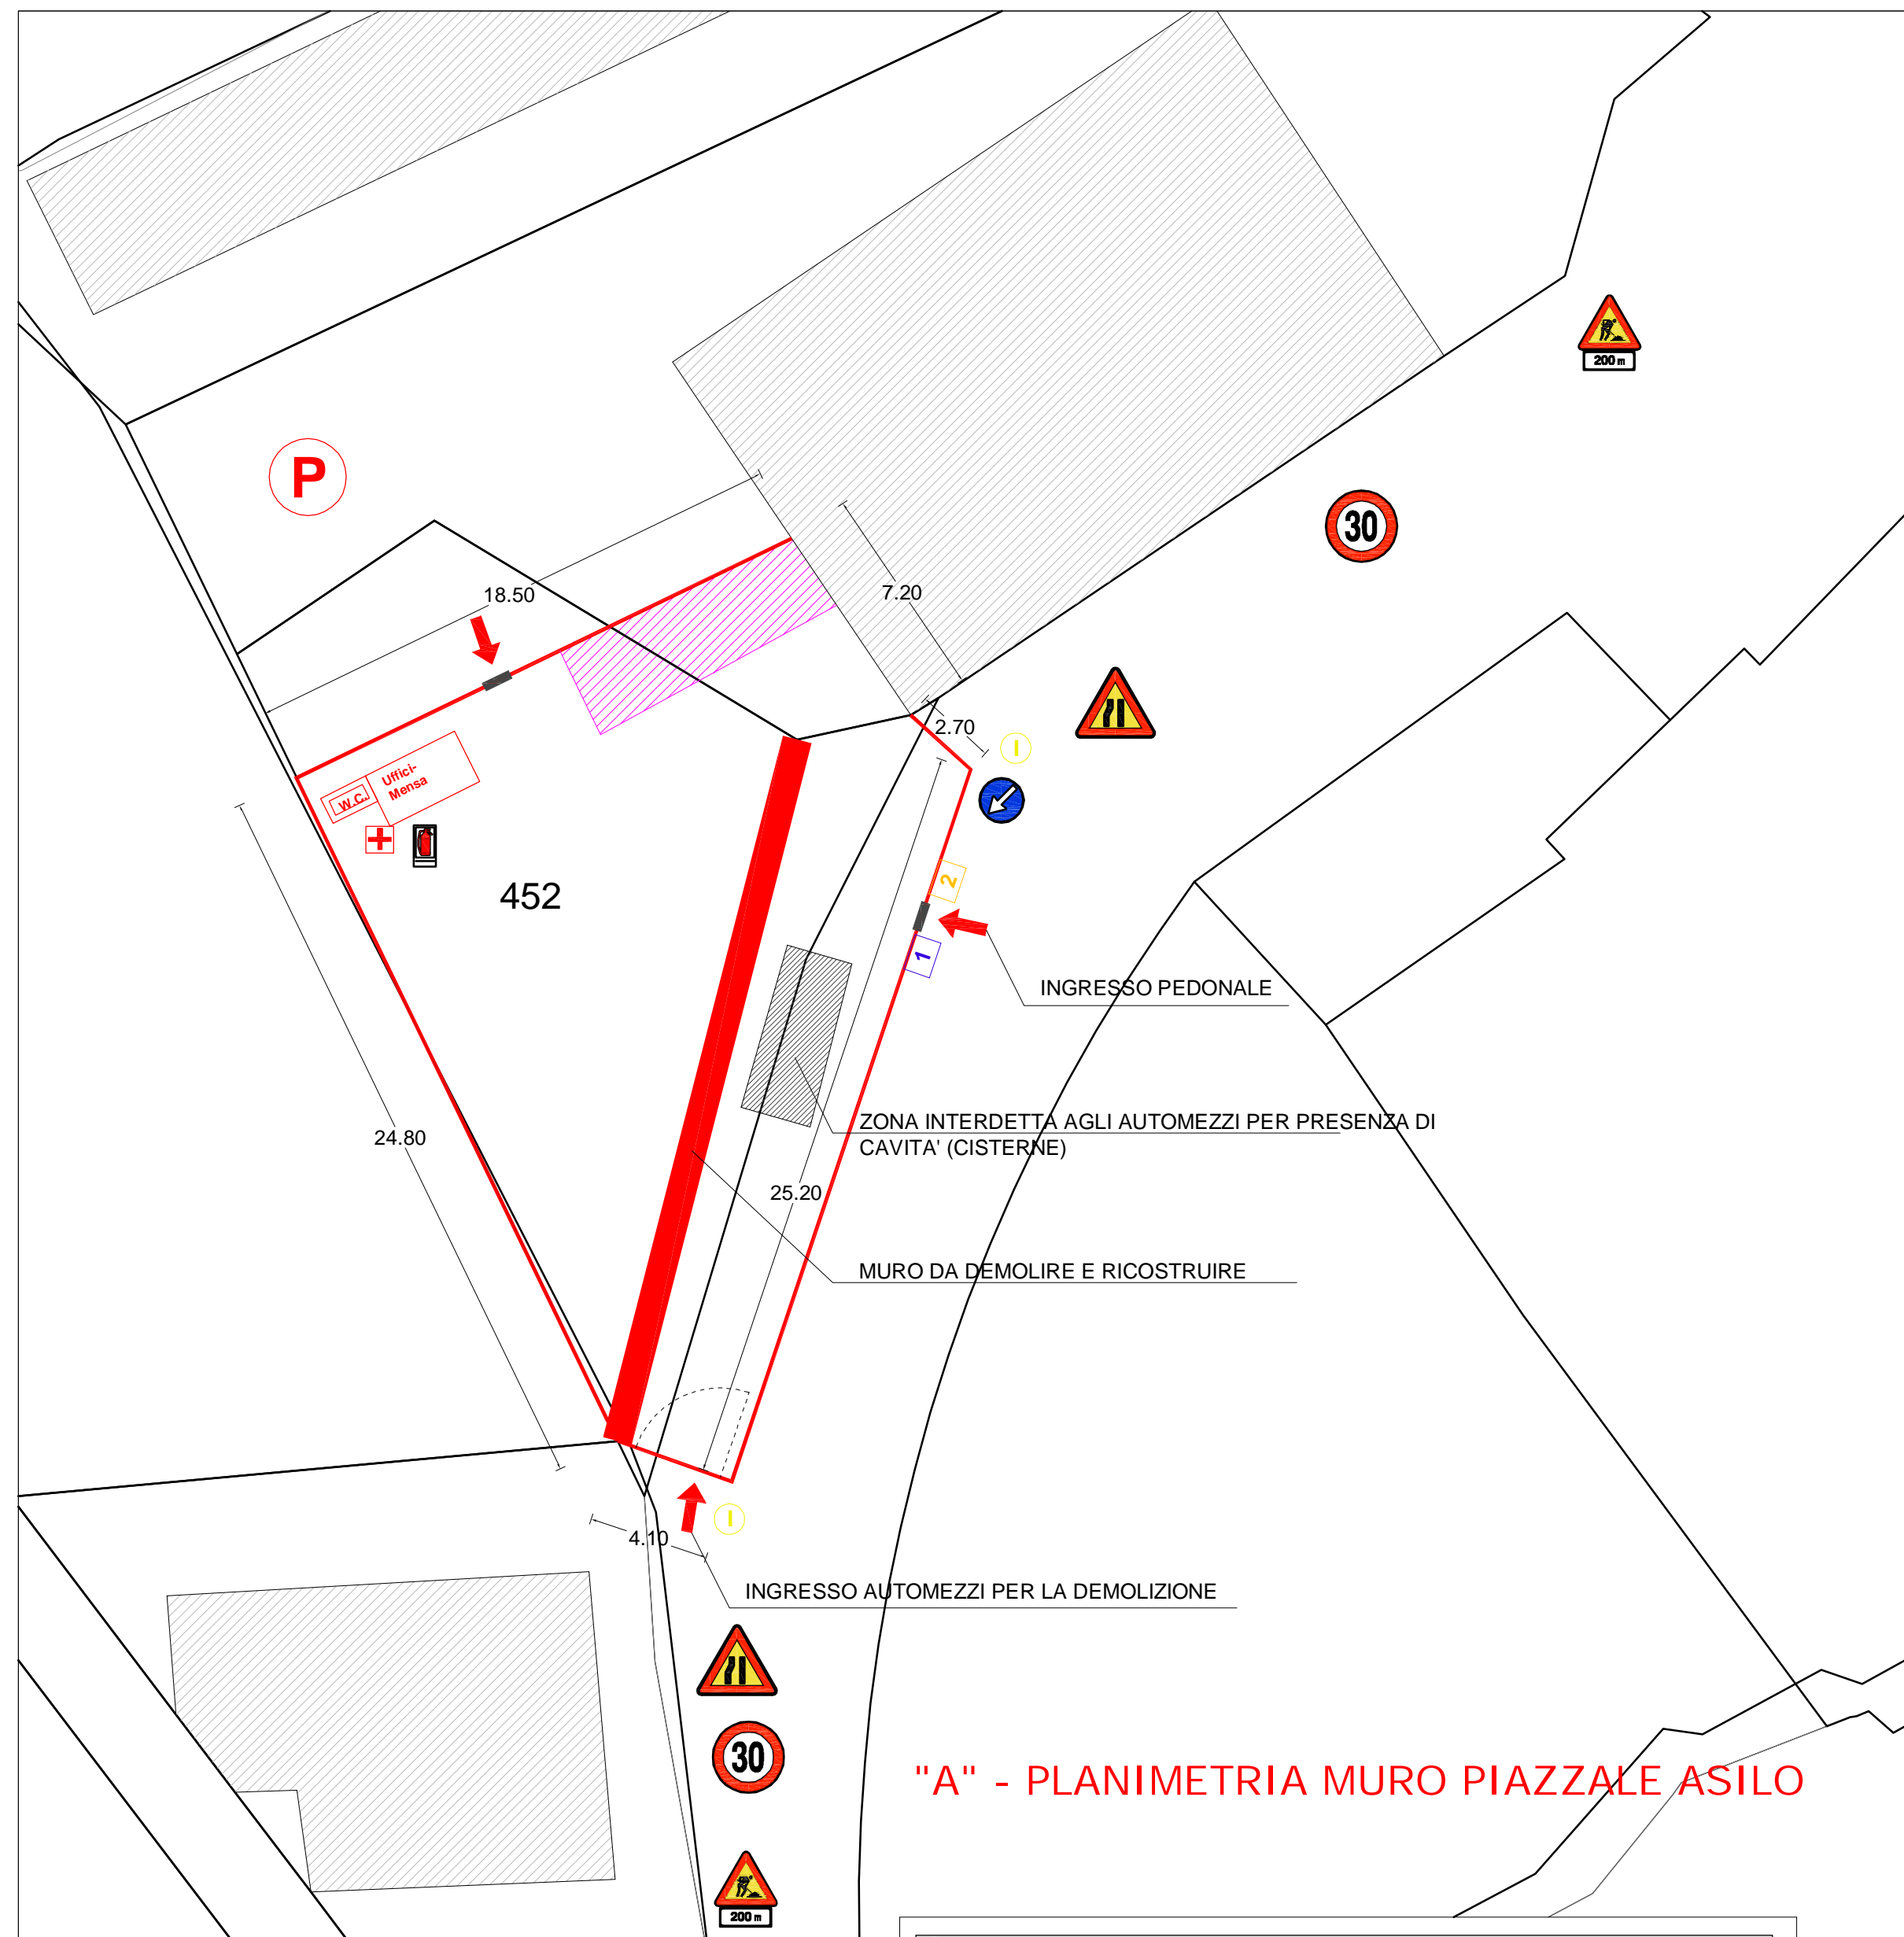 200 m
P
30
18.50
7.20
2.70
I
W.C.
Uffici-
Mensa
2
452
1
INGRESSO PEDONALE
ZONA INTERDETTA AGLI AUTOMEZZI PER PRESENZA DI
CAVITA' (CISTERNE)
24.80
25.20
MURO DA DEMOLIRE E RICOSTRUIRE
I
4.10
INGRESSO AUTOMEZZI PER LA DEMOLIZIONE
30
"A" - PLANIMETRIA MURO PIAZZALE ASILO
200 m